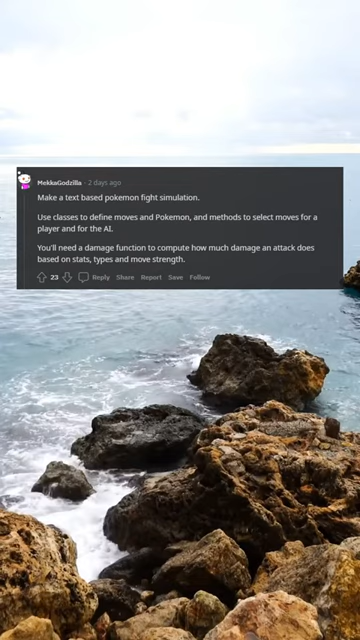 MekkaGodzilla · 2 days ago
Make a text based pokemon fight simulation.
Use classes to define moves and Pokemon, and methods to select moves for a
player and for the AI.
You'll need a damage function to compute how much damage an attack does
based on stats, types and move strength.
23 Reply Share Report Save Follow